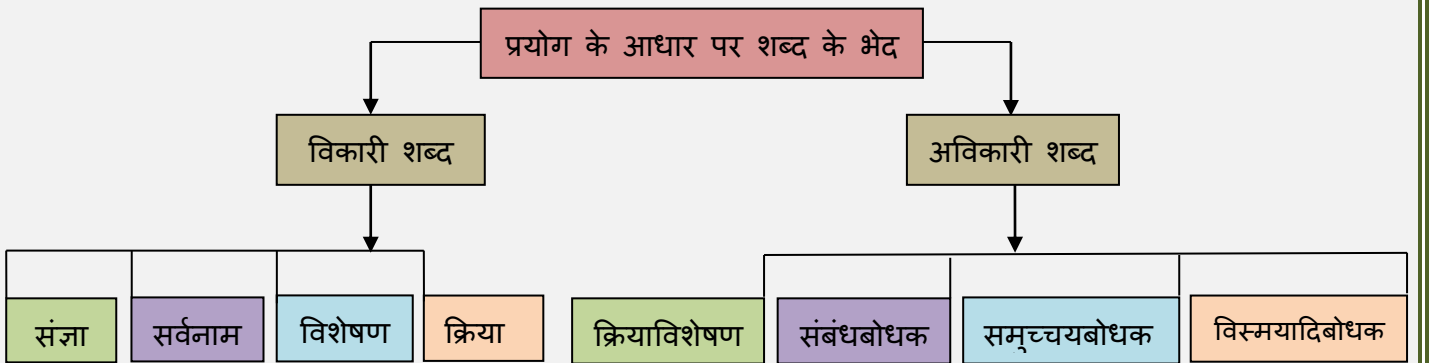 प्रयोग के आधार पर शब्द के भेद
विकारी शब्द
अविकारी शब्द
संज्ञा
सर्वनाम
विशेषण
क्रिया
क्रियाविशेषण
संबंधबोधक
समुच्चयबोधक
विस्मयादिबोधक